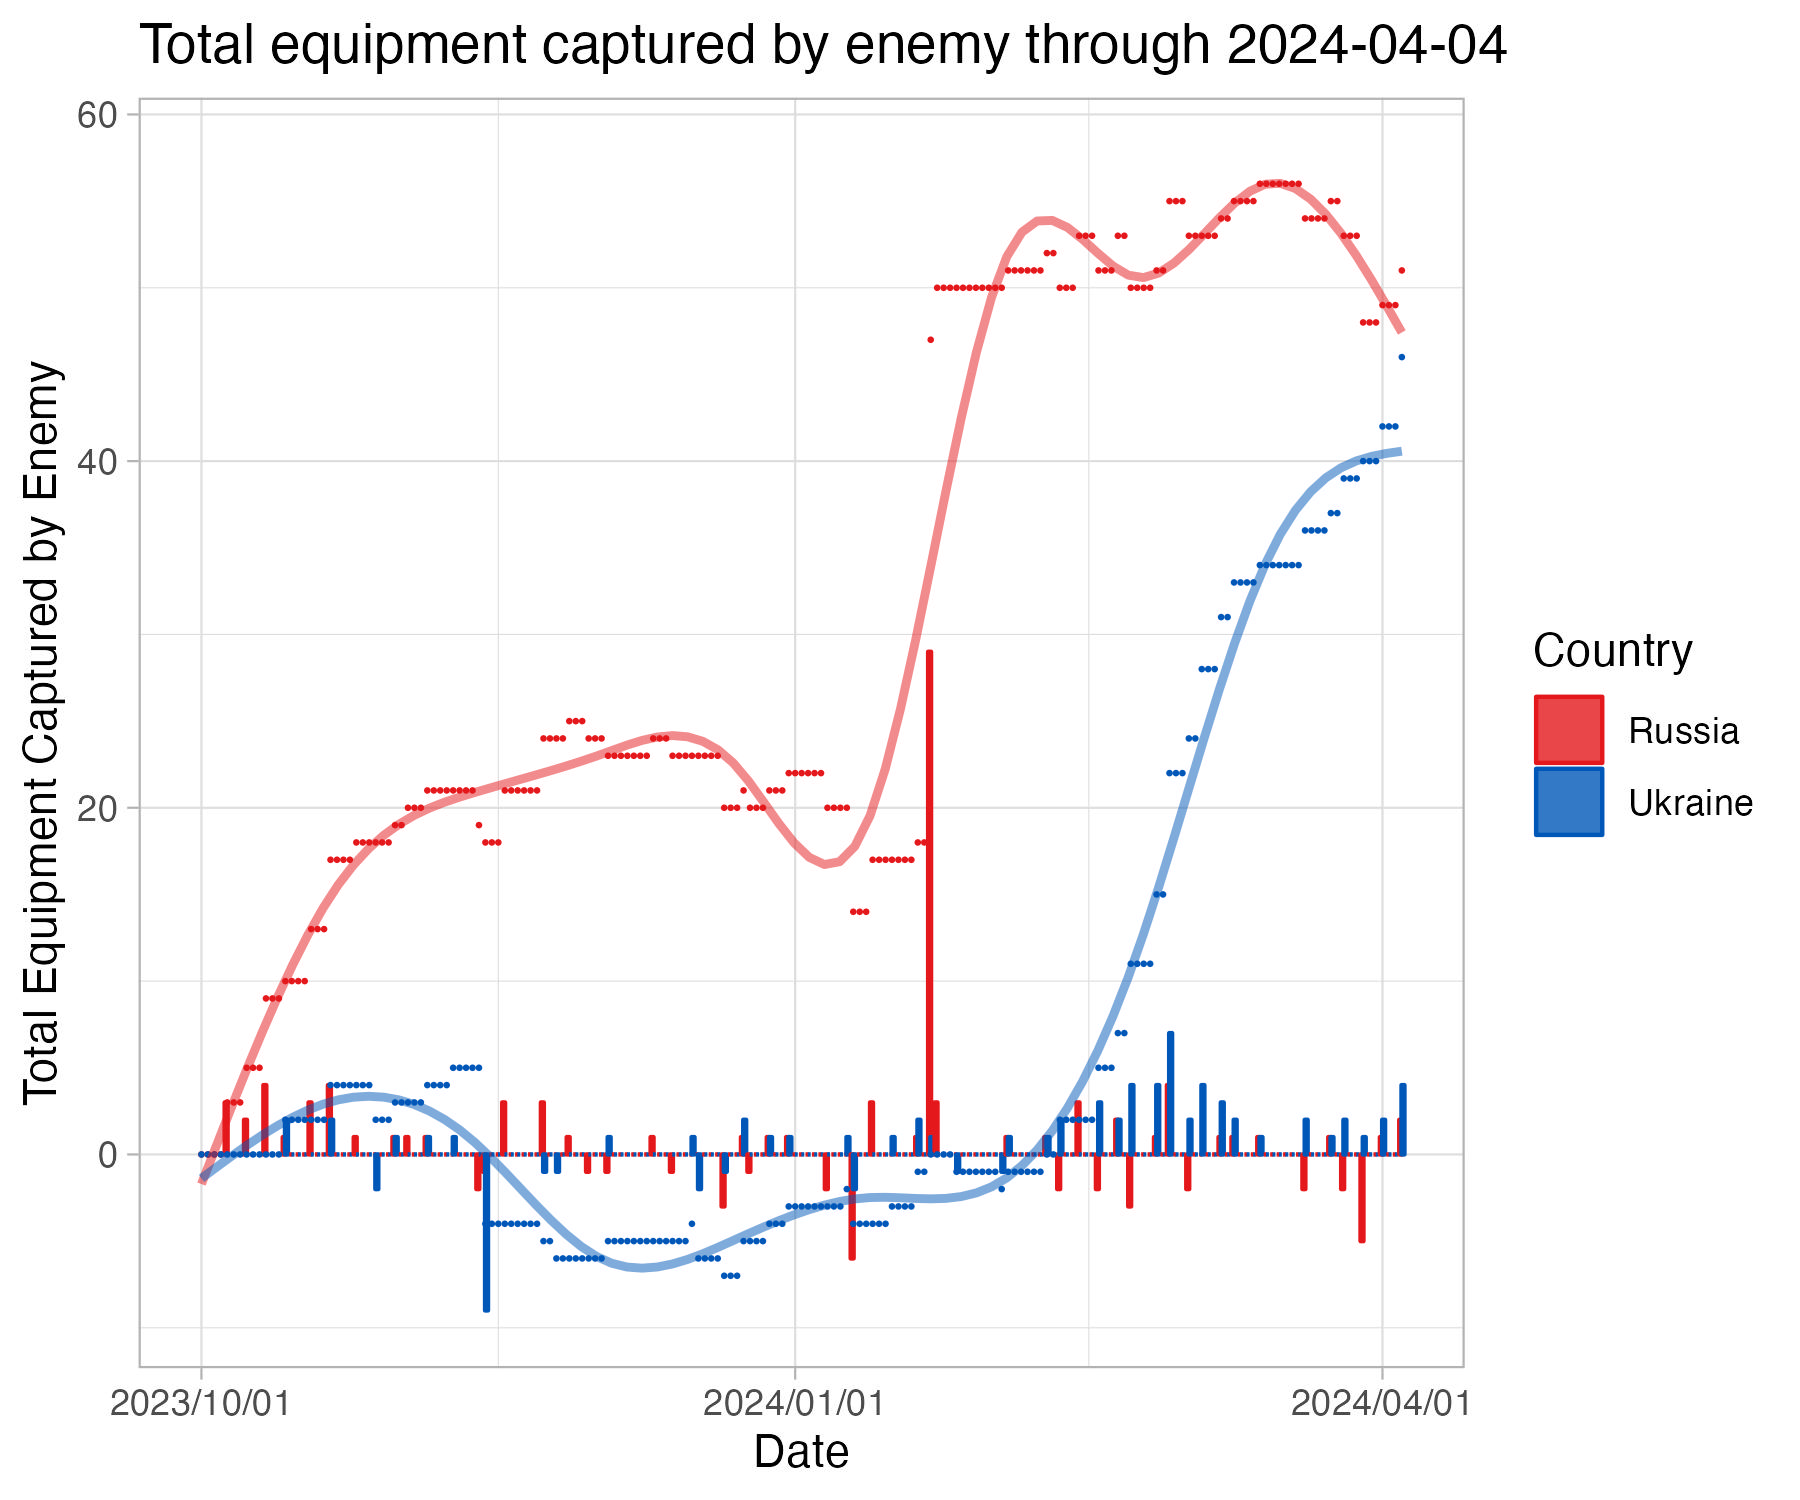 Total equipment captured by enemy through 2024-04-04
Total Equipment Captured by Enemy
60
40
20
0
2023/10/01
2024/01/01
2024/04/01
Date
Country
Russia
Ukraine